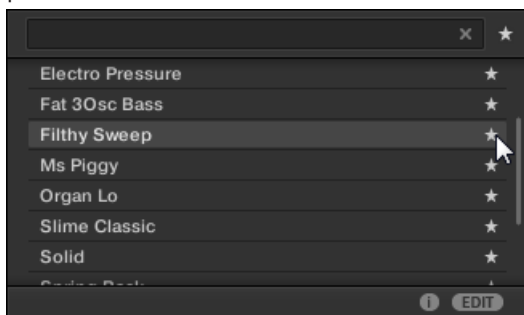 Electro Pressure
Fat 3Osc Bass
Filthy Sweep
Ms Piggy
Organ Lo
Slime Classic
Solid
EDIT